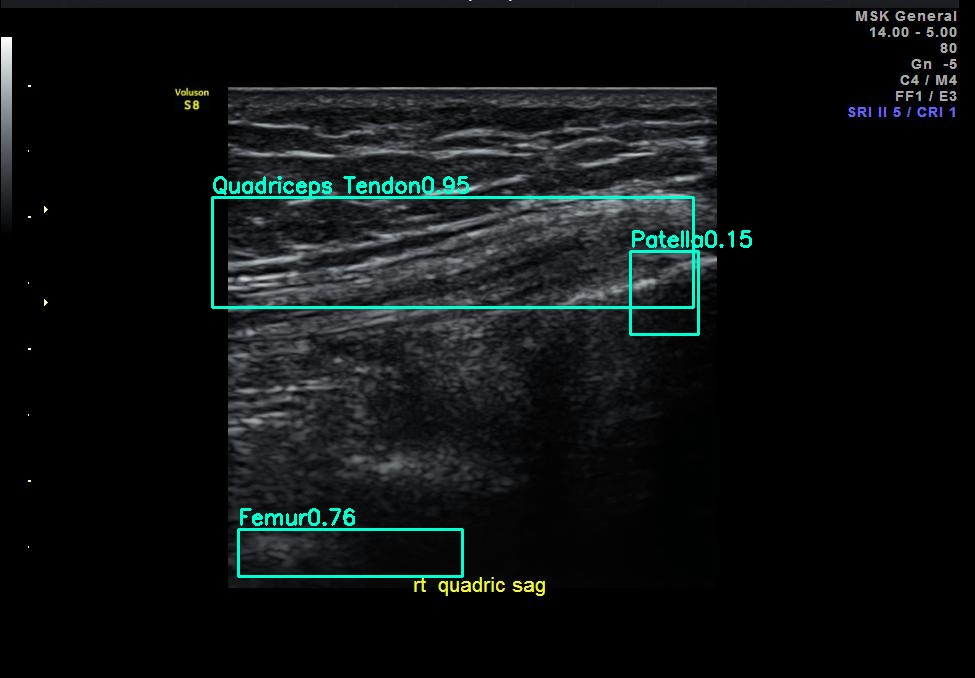 MSK General
14.00 - 5.00
80
Gn -5
C4 / M4
FF1 / E3
SRI II 5 / CRI 1
Voluson
S8
Quadriceps Tendon0.95
Patella0.15
Femur0.76
rt quadric sag